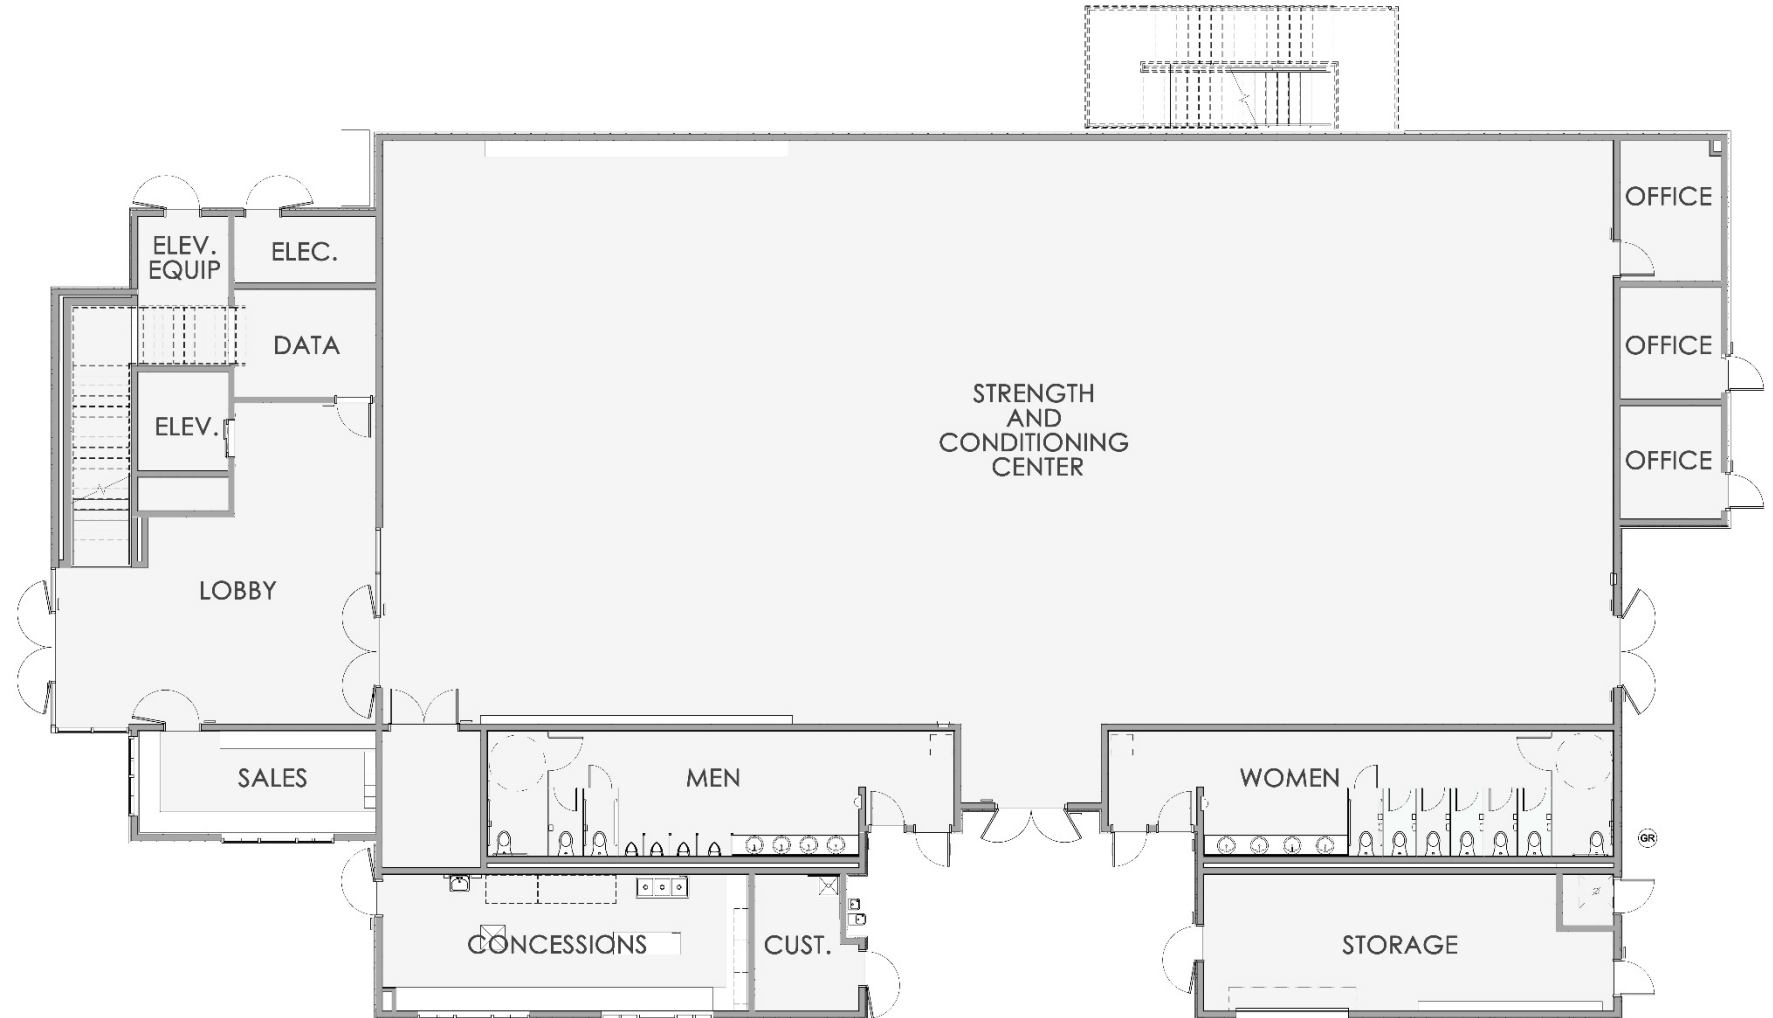 OFFICE
ELEV.
EQUIP
ELEC.
DATA
OFFICE
STRENGTH
AND
CONDITIONING
CENTER
ELEV.
OFFICE
LOBBY
SALES
MEN
WOMEN
GR
CONCESSIONS
CUST.
STORAGE